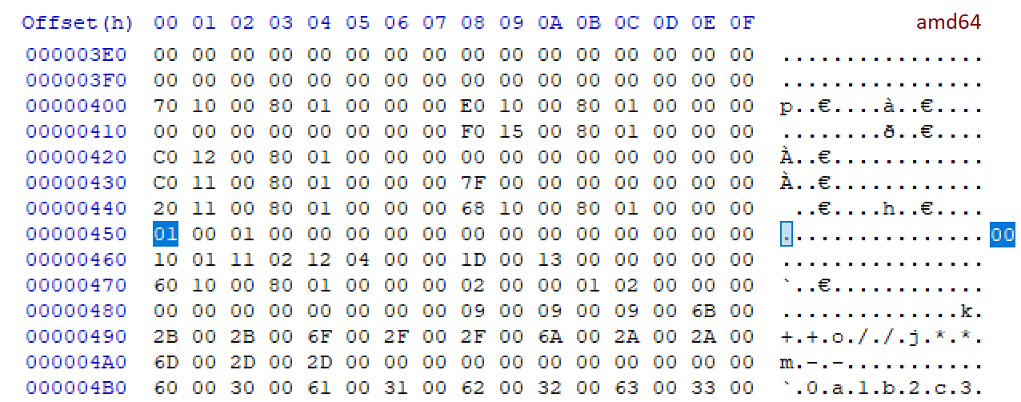 Offset(h) 00 01 02 03 04 05 06 07 08 09 0A 0B 0C 0D 0E 0F amd64
000003E0 00 00 00 00 00 00 00 00 00 00 00 00 00 00 00 00 ................
000003F0 00 00 00 00 00 00 00 00 00 00 00 00 00 00 00 00 ................
00000400 70 10 00 80 01 00 00 00 E0 10 00 80 01 00 00 00 p..€....à..€....
00000410 00 00 00 00 00 00 00 00 F0 15 00 80 01 00 00 00 ........ð..€....
00000420 C0 12 00 80 01 00 00 00 00 00 00 00 00 00 00 00 À..€............
00000430 C0 11 00 80 01 00 00 00 7F 00 00 00 00 00 00 00 À..€............
00000440 20 11 00 80 01 00 00 00 68 10 00 80 01 00 00 00  ..€....h..€....
00000450 01 00 01 00 00 00 00 00 00 00 00 00 00 00 00 00 ................ 00
00000460 10 01 11 02 12 04 00 00 1D 00 13 00 00 00 00 00 ................
00000470 60 10 00 80 01 00 00 00 02 00 00 01 02 00 00 00 `..€............
00000480 00 00 00 00 00 00 00 00 09 00 09 00 09 00 6B 00 ..............k.
00000490 2B 00 2B 00 6F 00 2F 00 2F 00 6A 00 2A 00 2A 00 +.+.o././.j.*.*.
000004A0 6D 00 2D 00 2D 00 00 00 00 00 00 00 00 00 00 00 m.-.-...........
000004B0 60 00 30 00 61 00 31 00 62 00 32 00 63 00 33 00 `.0.a.1.b.2.c.3.